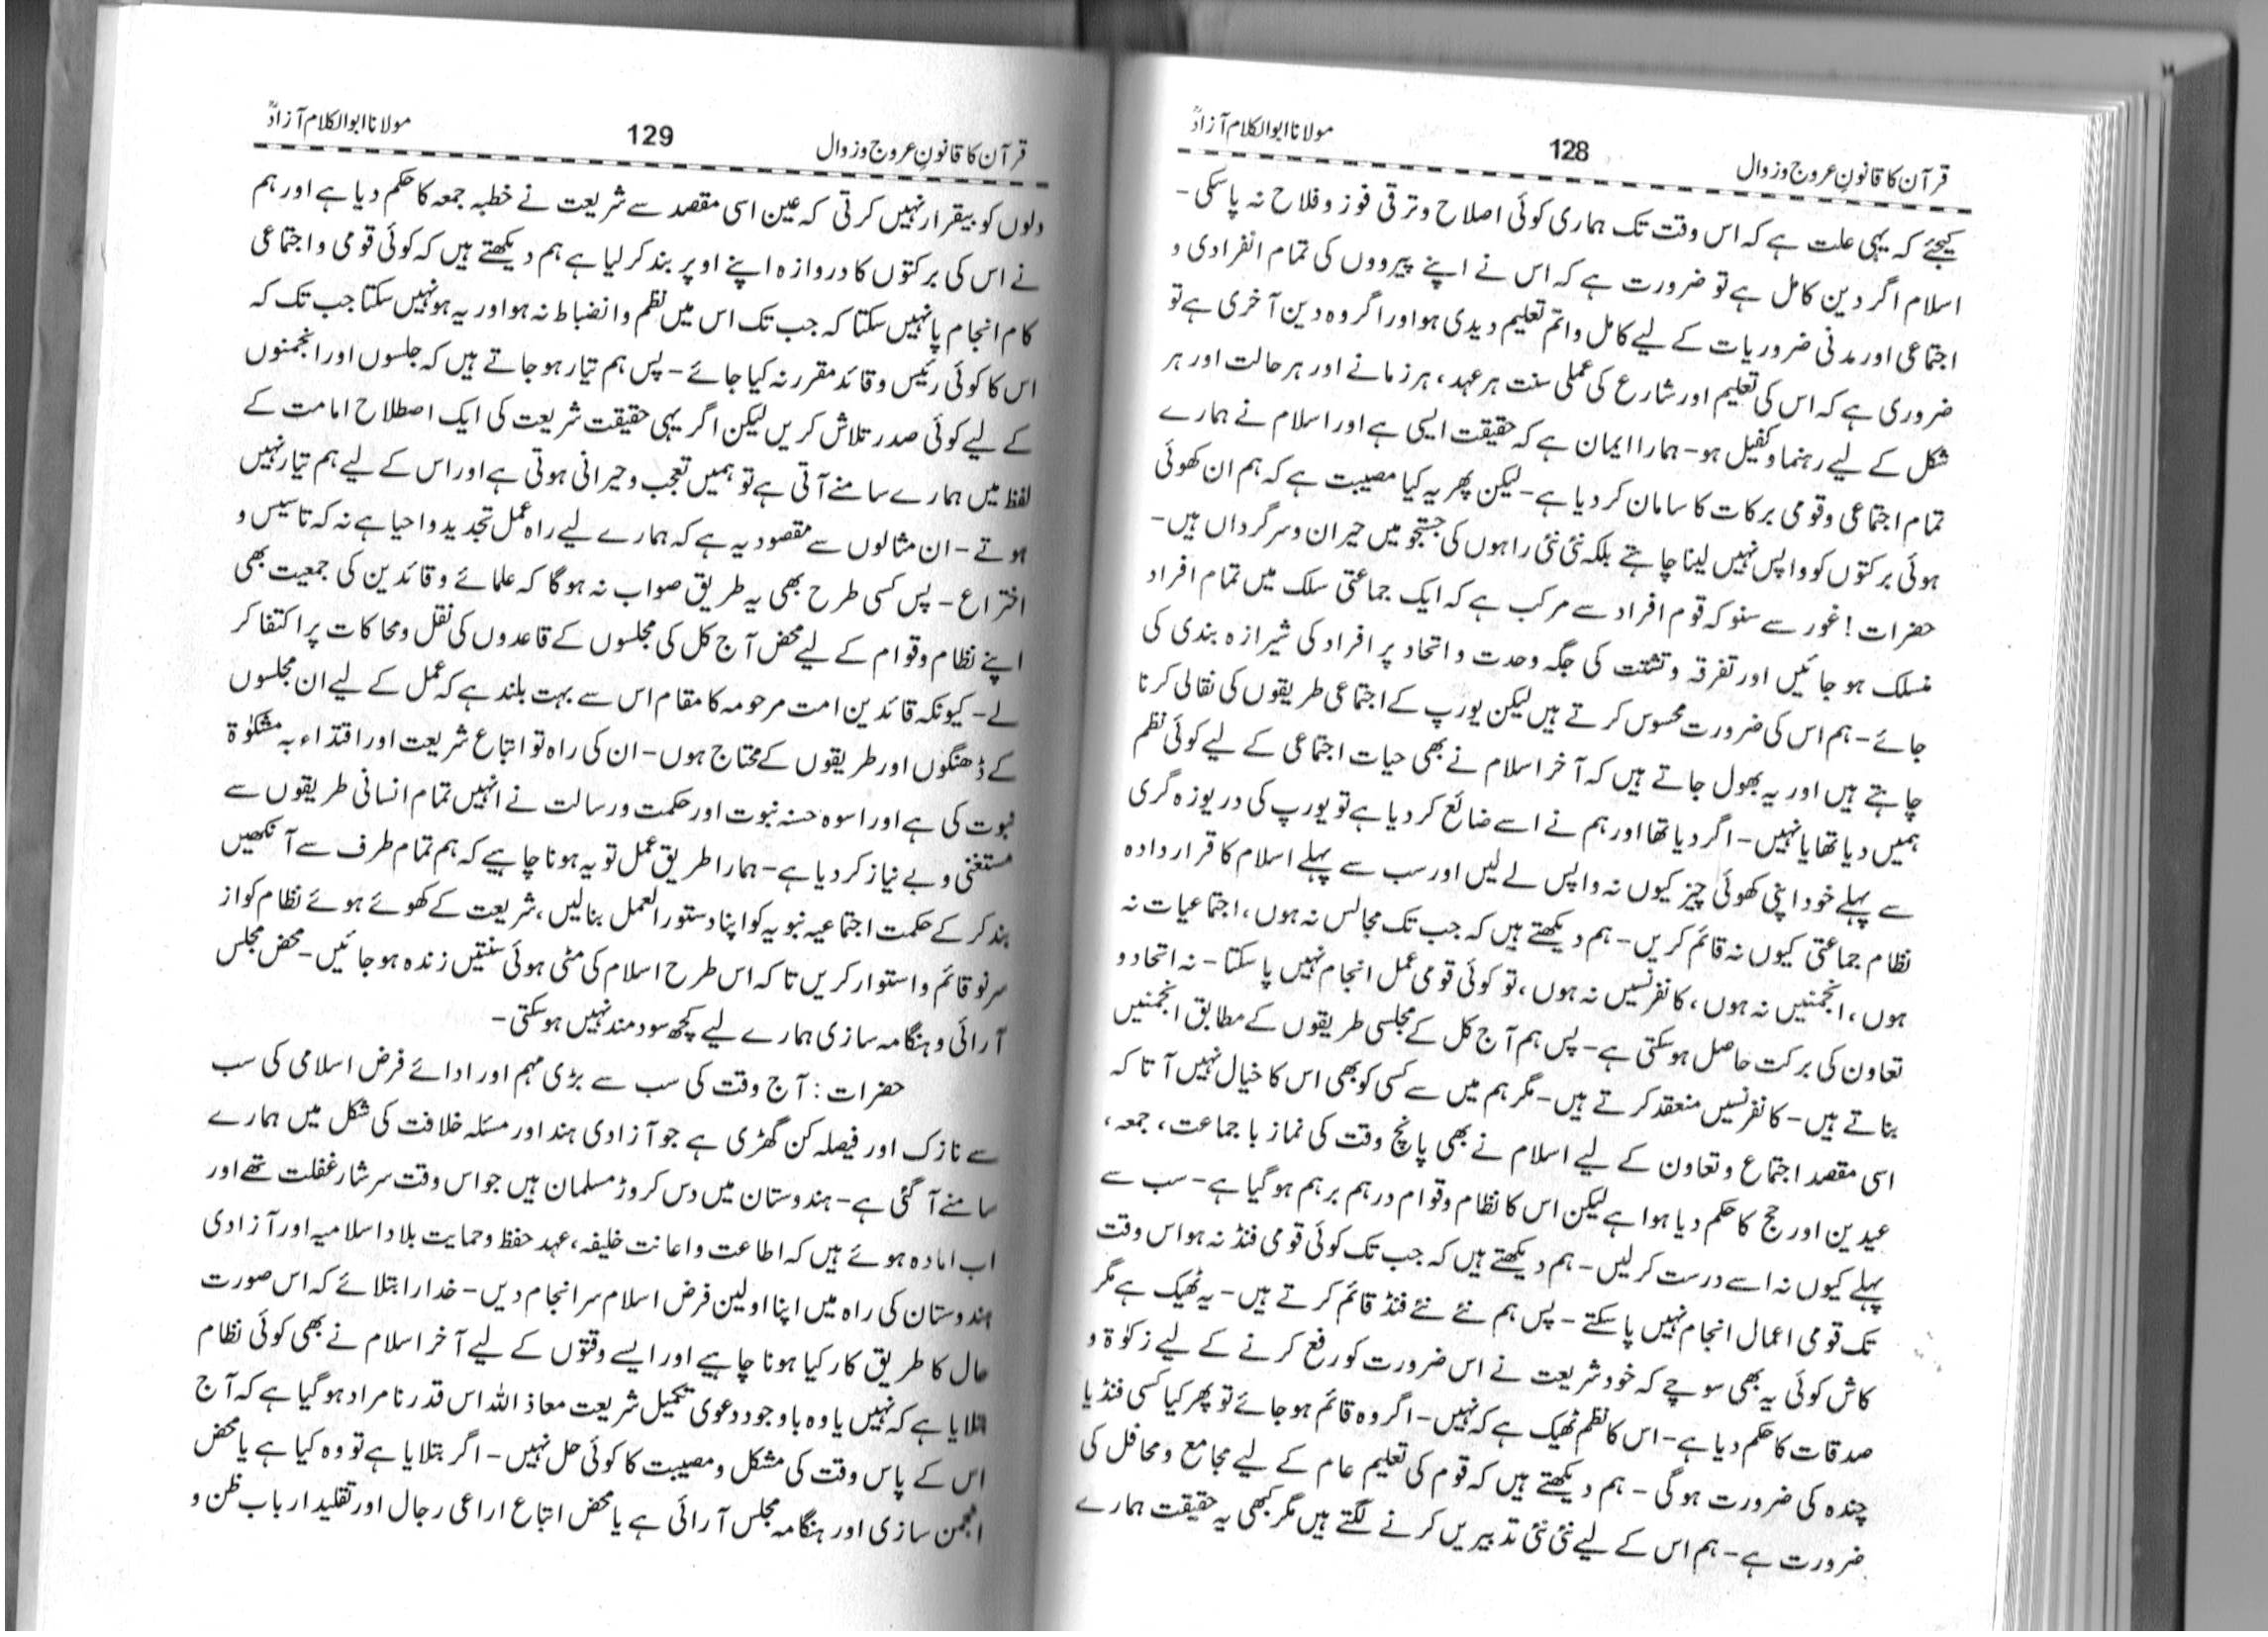 قرآن کا قانونِ عروج و زوال 128 مولانا ابوالکلام آزادؒ
کیجئے کہ یہی علت ہے کہ اس وقت تک ہماری کوئی اصلاح و ترقی فوز و فلاح نہ پا سکی۔
اسلام اگر دین کامل ہے تو ضرورت ہے کہ اس نے اپنے پیرووں کی تمام انفرادی و
اجتماعی اور مدنی ضروریات کے لیے کامل واتم تعلیم دیدی ہو اور اگر وہ دین آخری ہے تو
ضروری ہے کہ اس کی تعلیم اور شارع کی عملی سنت ہر عہد، ہر زمانے اور ہر حالت اور ہر
شکل کے لیے رہنما و کفیل ہو۔ ہمارا ایمان ہے کہ حقیقت ایسی ہے اور اسلام نے ہمارے
تمام اجتماعی و قومی برکات کا سامان کر دیا ہے۔ لیکن پھر یہ کیا مصیبت ہے کہ ہم ان کھوئی
ہوئی برکتوں کو واپس نہیں لینا چاہتے بلکہ نئی نئی راہوں کی جستجو میں حیران و سرگرداں ہیں۔
حضرات! غور سے سنو کہ قوم افراد سے مرکب ہے کہ ایک جماعتی سلک میں تمام افراد
منسلک ہو جائیں اور تفرقہ و تشتت کی جگہ وحدت و اتحاد پر افراد کی شیرازہ بندی کی
جائے۔ ہم اس کی ضرورت محسوس کرتے ہیں لیکن یورپ کے اجتماعی طریقوں کی نقالی کرنا
چاہتے ہیں اور یہ بھول جاتے ہیں کہ آخر اسلام نے بھی حیات اجتماعی کے لیے کوئی نظم
ہمیں دیا تھا یا نہیں۔ اگر دیا تھا اور ہم نے اسے ضائع کر دیا ہے تو یورپ کی دریوزہ گری
سے پہلے خود اپنی کھوئی چیز کیوں نہ واپس لے لیں اور سب سے پہلے اسلام کا قرار دادہ
نظام جماعتی کیوں نہ قائم کریں۔ ہم دیکھتے ہیں کہ جب تک مجالس نہ ہوں، اجتماعیات نہ
ہوں، انجمنیں نہ ہوں، کانفرنسیں نہ ہوں، تو کوئی قومی عمل انجام نہیں پا سکتا۔ نہ اتحاد و
تعاون کی برکت حاصل ہو سکتی ہے۔ پس ہم آج کل کے مجلسی طریقوں کے مطابق انجمنیں
بناتے ہیں۔ کانفرنسیں منعقد کرتے ہیں۔ مگر ہم میں سے کسی کو بھی اس کا خیال نہیں آتا کہ
اسی مقصد اجتماع و تعاون کے لیے اسلام نے بھی پانچ وقت کی نماز با جماعت، جمعہ،
عیدین اور حج کا حکم دیا ہوا ہے لیکن اس کا نظام و قوام درہم برہم ہو گیا ہے۔ سب سے
پہلے کیوں نہ اسے درست کر لیں۔ ہم دیکھتے ہیں کہ جب تک کوئی قومی فنڈ نہ ہو اس وقت
تک قومی اعمال انجام نہیں پا سکتے۔ پس ہم نئے نئے فنڈ قائم کرتے ہیں۔ یہ ٹھیک ہے مگر
کاش کوئی یہ بھی سوچے کہ خود شریعت نے اس ضرورت کو رفع کرنے کے لیے زکوٰۃ و
صدقات کا حکم دیا ہے۔ اس کا نظم ٹھیک ہے کہ نہیں۔ اگر وہ قائم ہو جائے تو پھر کیا کسی فنڈ یا
چندہ کی ضرورت ہوگی۔ ہم دیکھتے ہیں کہ قوم کی تعلیم عام کے لیے مجامع و محافل کی
ضرورت ہے۔ ہم اس کے لیے نئی نئی تدبیریں کرنے لگتے ہیں مگر کبھی یہ حقیقت ہمارے
قرآن کا قانونِ عروج و زوال 129 مولانا ابوالکلام آزادؒ
دلوں کو بیقرار نہیں کرتی کہ عین اسی مقصد سے شریعت نے خطبہ جمعہ کا حکم دیا ہے اور ہم
نے اس کی برکتوں کا دروازہ اپنے اوپر بند کر لیا ہے ہم دیکھتے ہیں کہ کوئی قومی و اجتماعی
کام انجام پا نہیں سکتا کہ جب تک اس میں نظم و انضباط نہ ہو اور یہ ہو نہیں سکتا جب تک کہ
اس کا کوئی رئیس و قائد مقرر نہ کیا جائے۔ پس ہم تیار ہو جاتے ہیں کہ جلسوں اور انجمنوں
کے لیے کوئی صدر تلاش کریں لیکن اگر یہی حقیقت شریعت کی ایک اصطلاح امامت کے
لفظ میں ہمارے سامنے آتی ہے تو ہمیں تعجب و حیرانی ہوتی ہے اور اس کے لیے ہم تیار نہیں
ہوتے۔ ان مثالوں سے مقصود یہ ہے کہ ہمارے لیے راہ عمل تجدید و احیا ہے نہ کہ تاسیس و
اختراع۔ پس کسی طرح بھی یہ طریق صواب نہ ہوگا کہ علمائے و قائدین کی جمعیت بھی
اپنے نظام و قوام کے لیے محض آج کل کی مجلسوں کے قاعدوں کی نقل و محاکات پر اکتفا کر
لے۔ کیونکہ قائدین امت مرحومہ کا مقام اس سے بہت بلند ہے کہ عمل کے لیے ان مجلسوں
کے ڈھنگوں اور طریقوں کے محتاج ہوں۔ ان کی راہ تو اتباع شریعت اور اقتداء بہ مشکوٰۃ
نبوت کی ہے اور اسوہ حسنہ نبوت اور حکمت و رسالت نے انہیں تمام انسانی طریقوں سے
مستغنی و بے نیاز کر دیا ہے۔ ہمارا طریق عمل تو یہ ہونا چاہیے کہ ہم تمام طرف سے آنکھیں
بند کر کے حکمت اجتماعیہ نبویہ کو اپنا دستور العمل بنا لیں، شریعت کے کھوئے ہوئے نظام کو از
سرنو قائم و استوار کریں تا کہ اس طرح اسلام کی مٹی ہوئی سنتیں زندہ ہو جائیں۔ محض مجلس
آرائی و ہنگامہ سازی ہمارے لیے کچھ سودمند نہیں ہو سکتی۔
حضرات: آج وقت کی سب سے بڑی مہم اور ادائے فرض اسلامی کی سب
سے نازک اور فیصلہ کن گھڑی ہے جو آزادی ہند اور مسئلہ خلافت کی شکل میں ہمارے
سامنے آ گئی ہے۔ ہندوستان میں دس کروڑ مسلمان ہیں جو اس وقت سرشار غفلت تھے اور
اب امادہ ہوئے ہیں کہ اطاعت و اعانت خلیفہ، عہد حفظ و حمایت بلاد اسلامیہ اور آزادی
ہندوستان کی راہ میں اپنا اولین فرض اسلام سر انجام دیں۔ خدارا بتلائے کہ اس صورت
حال کا طریق کار کیا ہونا چاہیے اور ایسے وقتوں کے لیے آخر اسلام نے بھی کوئی نظام
بتلایا ہے کہ نہیں یا وہ باوجود دعوی تکمیل شریعت معاذ اللہ اس قدر نامراد ہو گیا ہے کہ آج
اس کے پاس وقت کی مشکل و مصیبت کا کوئی حل نہیں۔ اگر بتلایا ہے تو وہ کیا ہے یا محض
انجمن سازی اور ہنگامہ مجلس آرائی ہے یا محض اتباع اراعی رجال اور تقلید ارباب ظن و